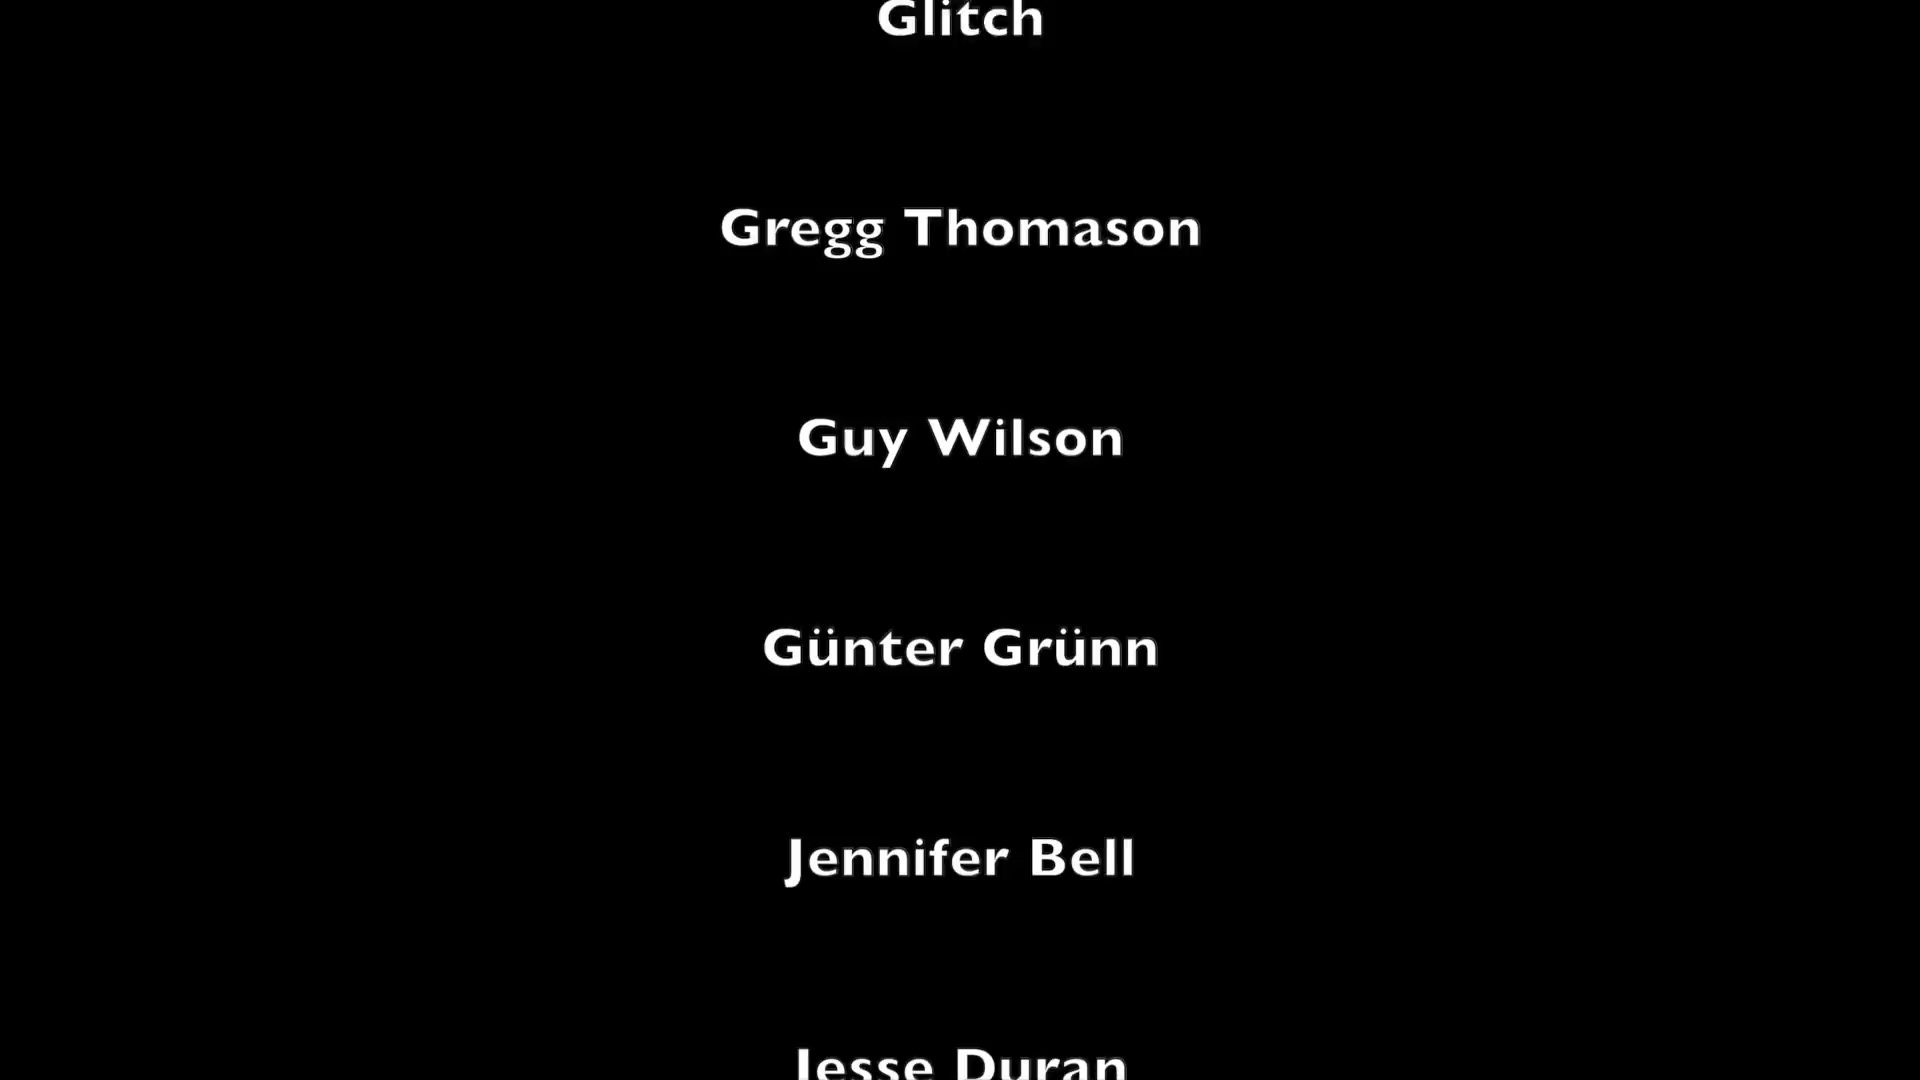 Glitch
Gregg Thomason
Guy Wilson
Günter Grünn
Jennifer Bell
Jesse Duran